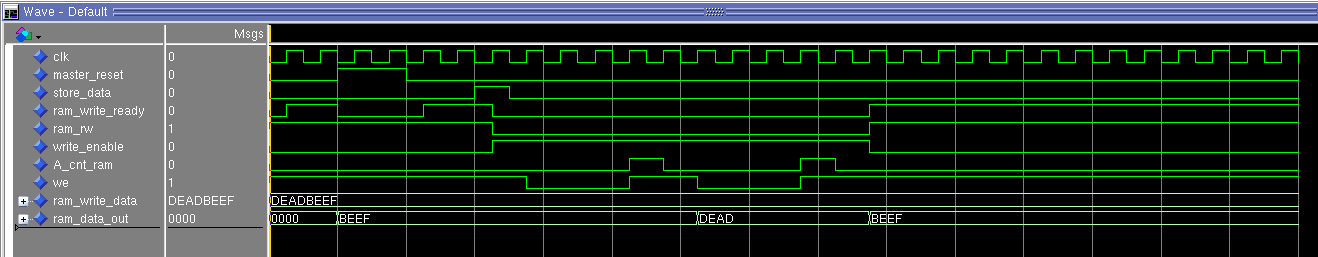 Wave - Default
Msgs
clk 0
master_reset 0
store_data 0
ram_write_ready 0
ram_rw 1
write_enable 0
A_cnt_ram 0
we 1
ram_write_data DEADBEEF DEADBEEF
ram_data_out 0000 0000 BEEF DEAD BEEF